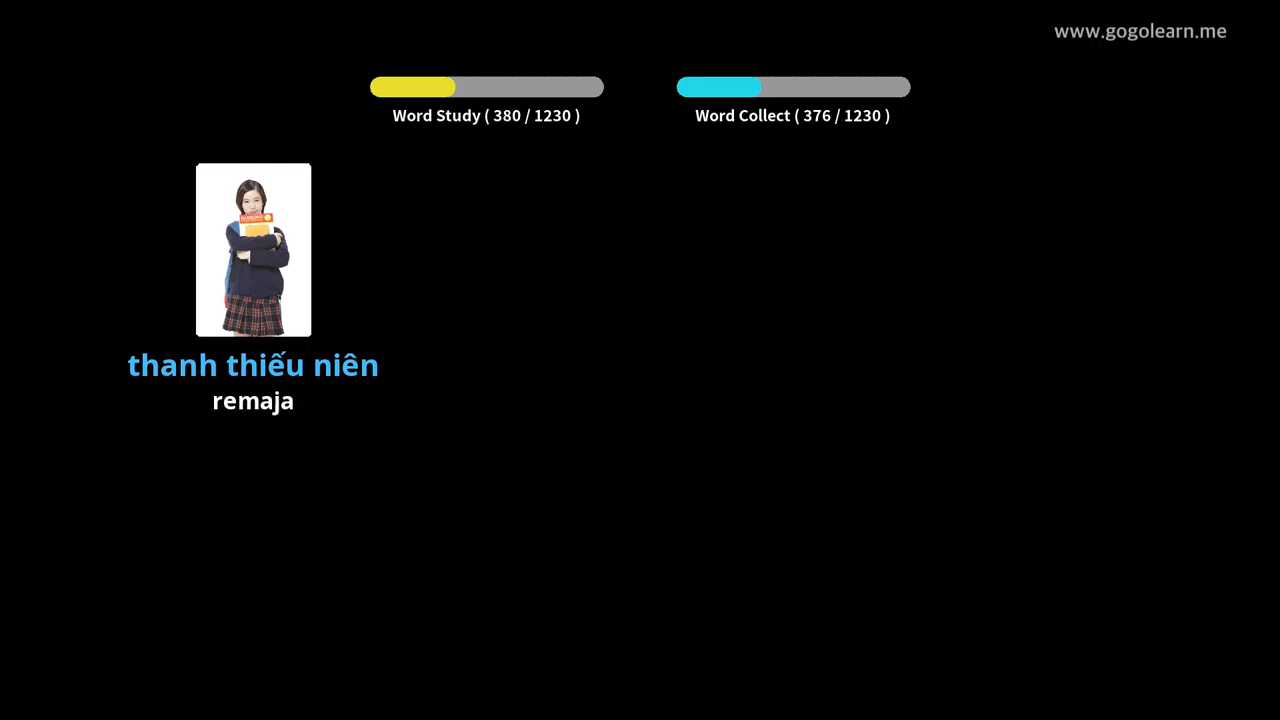 www.gogolearn.me
Word Study ( 380 / 1230 )
Word Collect ( 376 / 1230 )
thanh thiếu niên
remaja